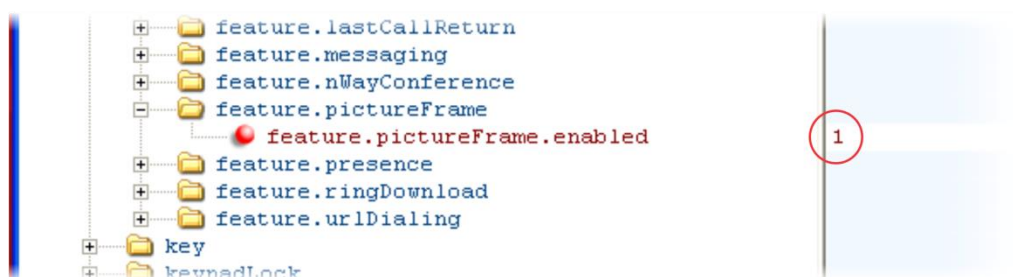 feature.lastCallReturn
feature.messaging
feature.nWayConference
feature.pictureFrame
feature.pictureFrame.enabled 1
feature.presence
feature.ringDownload
feature.urlDialing
key
keypadLock